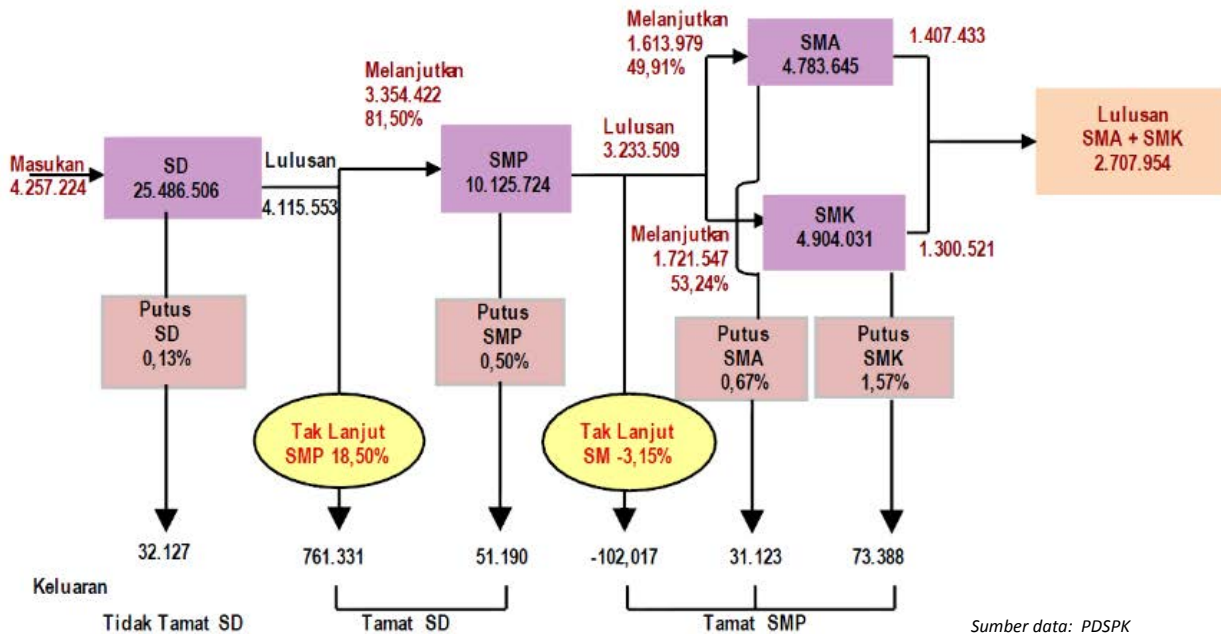 Masukan
4.257.224
SD
25.486.506
Lulusan
4.115.553
Melanjutkan
3.354.422
81,50%
SMP
10.125.724
Lulusan
3.233.509
Melanjutkan
1.613.979
49,91%
SMA
4.783.645
1.407.433
Melanjutkan
1.721.547
53,24%
SMK
4.904.031
1.300.521
Lulusan
SMA + SMK
2.707.954
Putus
SD
0,13%
Putus
SMP
0,50%
Putus
SMA
0,67%
Putus
SMK
1,57%
Tak Lanjut
SMP 18,50%
Tak Lanjut
SM -3,15%
32.127
761.331
51.190
-102,017
31.123
73.388
Keluaran
Tidak Tamat SD
Tamat SD
Tamat SMP
Sumber data: PDSPK